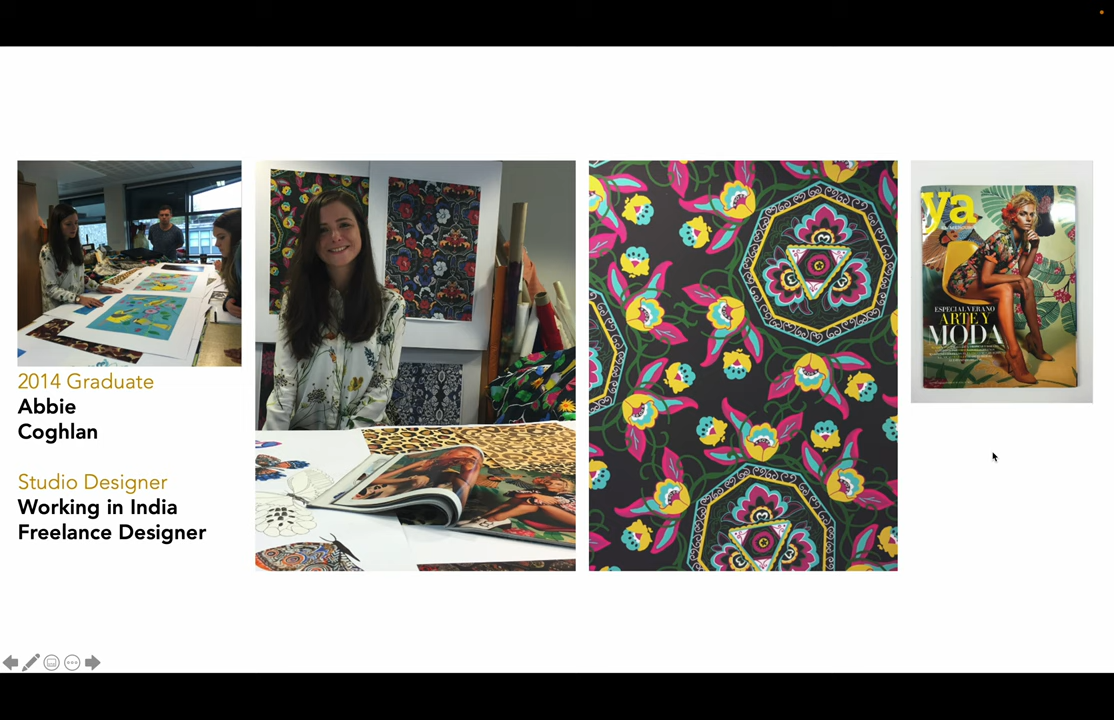 2014 Graduate
Abbie
Coghlan
Studio Designer
Working in India
Freelance Designer
ya
ESPECIAL VERANO
ARTE Y
MODA